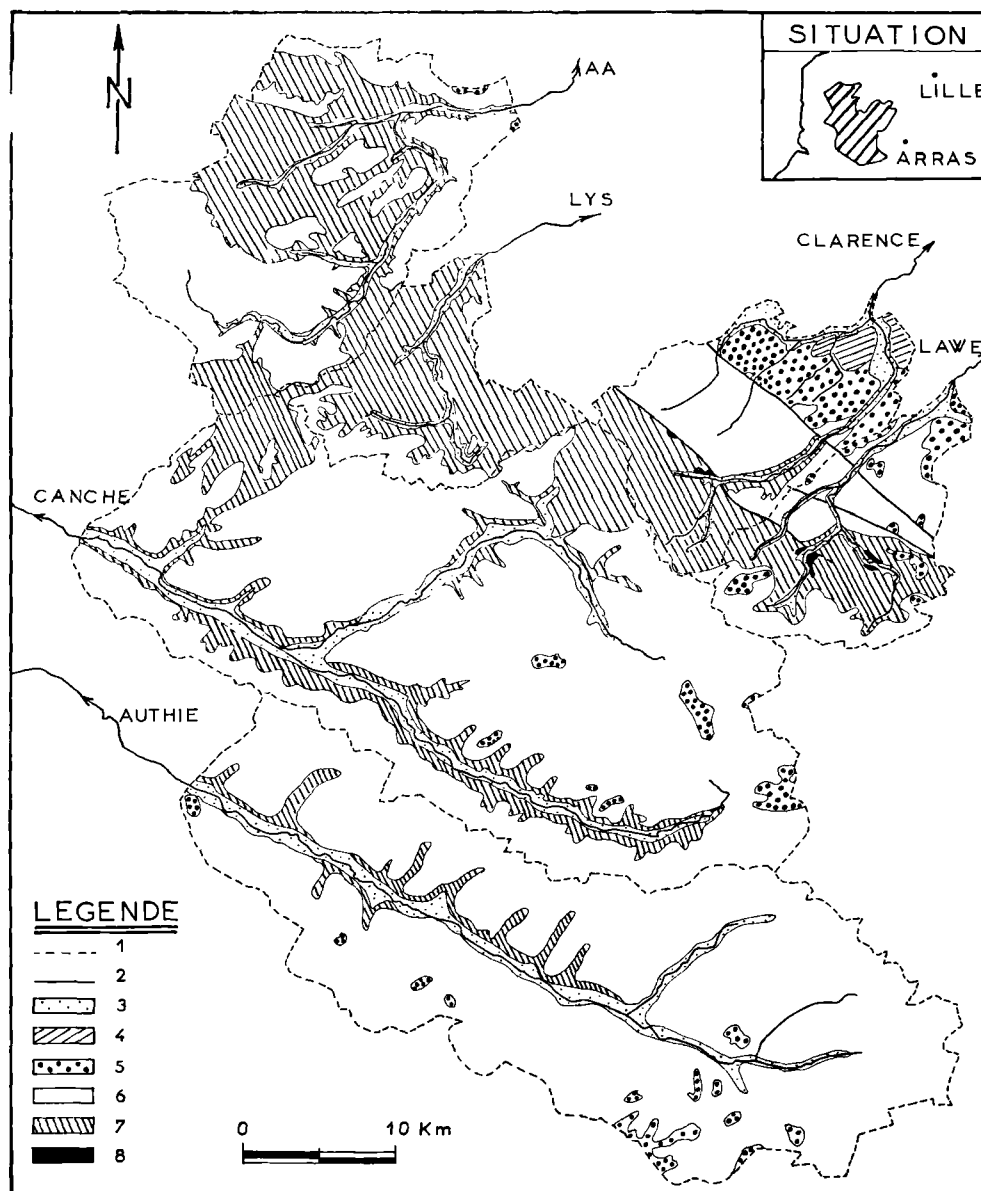 SITUATION
LILLE
ARRAS
N
AA
LYS
CLARENCE
LAWE
CANCHE
AUTHIE
LEGENDE
1
2
3
4
5
6
7
8
0 10 Km